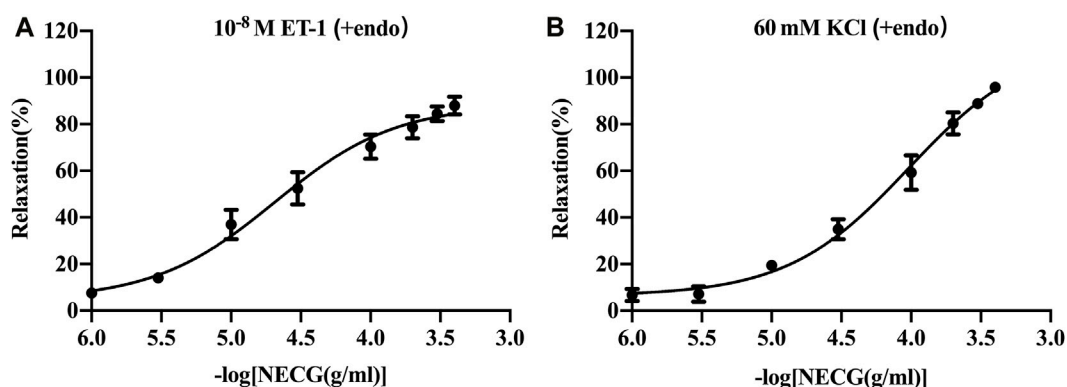 A
10⁻⁸ M ET-1 (+endo)
120
100
80
60
40
20
0
Relaxation(%)
6.0 5.5 5.0 4.5 4.0 3.5 3.0
-log[NECG(g/ml)]
B
60 mM KCl (+endo)
120
100
80
60
40
20
0
Relaxation(%)
6.0 5.5 5.0 4.5 4.0 3.5 3.0
-log[NECG(g/ml)]